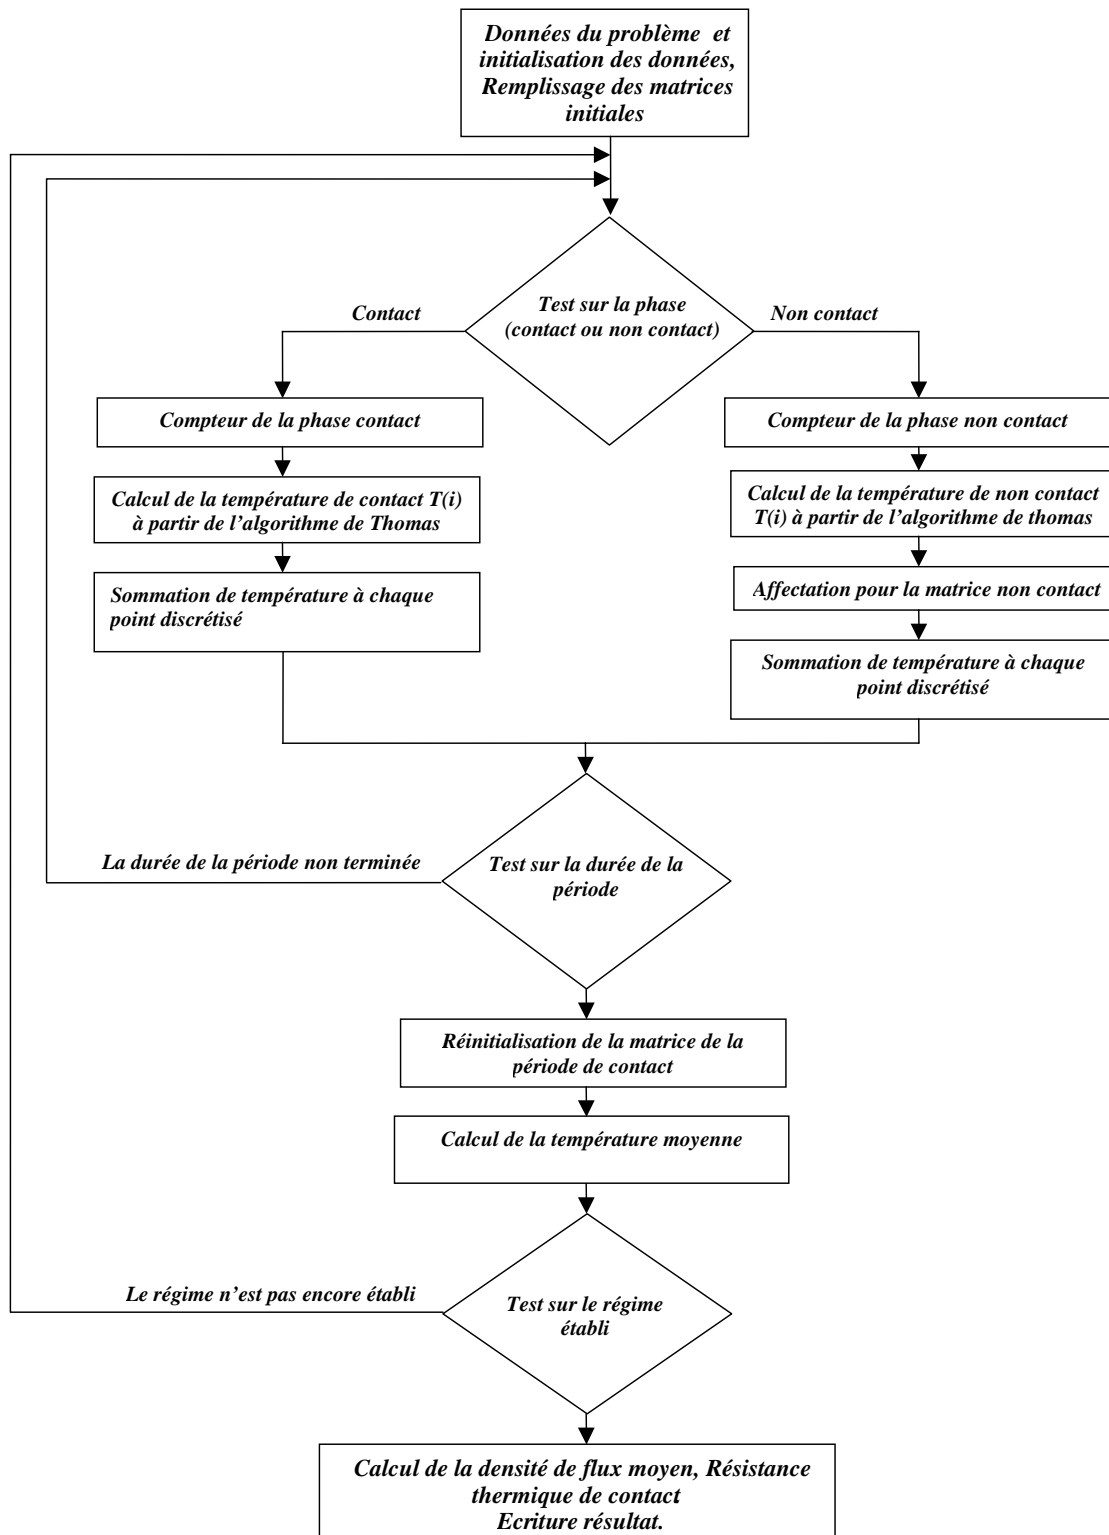 Données du problème et
initialisation des données,
Remplissage des matrices
initiales
Test sur la phase
(contact ou non contact)
Contact
Non contact
Compteur de la phase contact
Compteur de la phase non contact
Calcul de la température de contact T(i)
à partir de l'algorithme de Thomas
Calcul de la température de non contact
T(i) à partir de l'algorithme de thomas
Affectation pour la matrice non contact
Sommation de température à chaque
point discrétisé
Sommation de température à chaque
point discrétisé
La durée de la période non terminée
Test sur la durée de la
période
Réinitialisation de la matrice de la
période de contact
Calcul de la température moyenne
Le régime n'est pas encore établi
Test sur le régime
établi
Calcul de la densité de flux moyen, Résistance
thermique de contact
Ecriture résultat.